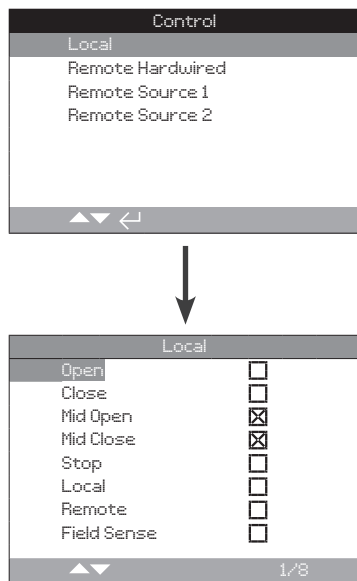 Control
Local
Remote Hardwired
Remote Source 1
Remote Source 2
Local
Open
Close
Mid Open
Mid Close
Stop
Local
Remote
Field Sense
1/8